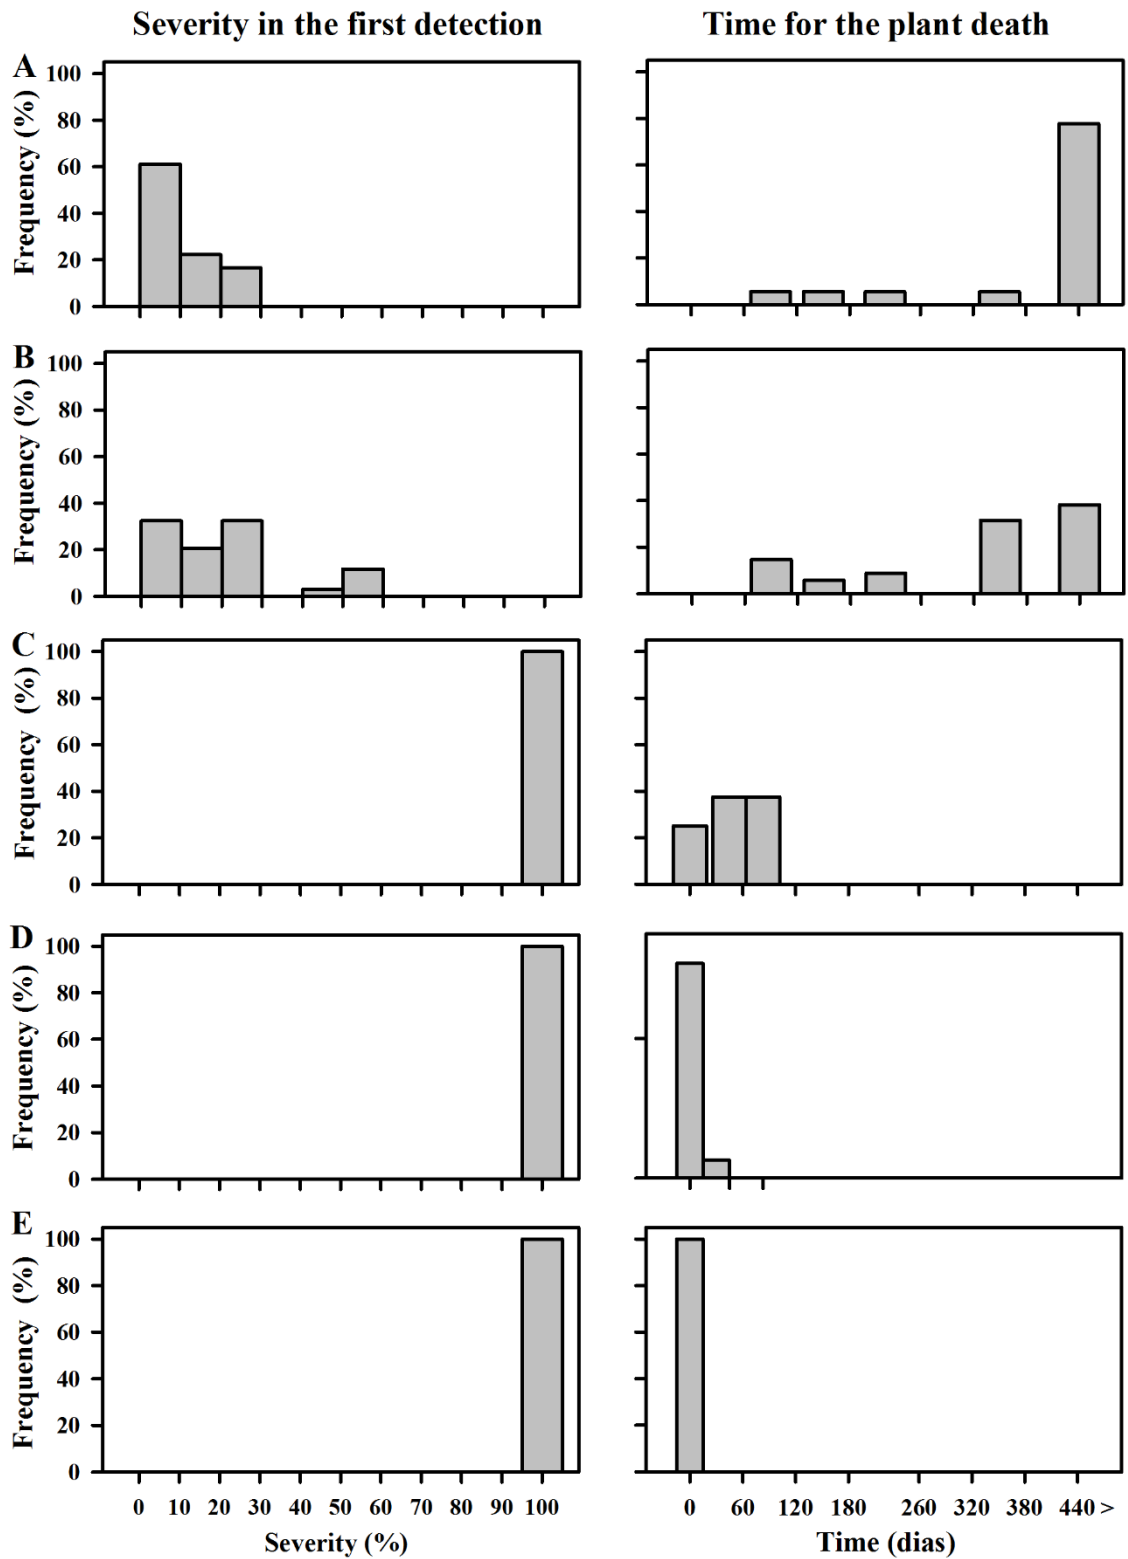 Severity in the first detection
Time for the plant death
A
100
80
60
40
20
0
Frequency (%)
B
100
80
60
40
20
0
Frequency (%)
C
100
80
60
40
20
0
Frequency (%)
D
100
80
60
40
20
0
Frequency (%)
E
100
80
60
40
20
0
Frequency (%)
0 10 20 30 40 50 60 70 80 90 100
Severity (%)
0 60 120 180 260 320 380 440 >
Time (dias)